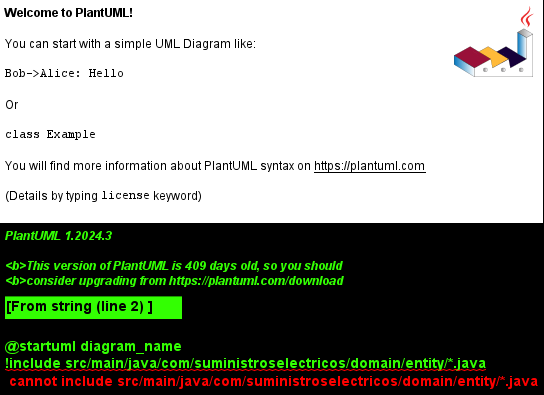 Welcome to PlantUML!
You can start with a simple UML Diagram like:
Bob->Alice: Hello
Or
class Example
You will find more information about PlantUML syntax on https://plantuml.com
(Details by typing license keyword)
PlantUML 1.2024.3
<b>This version of PlantUML is 409 days old, so you should
<b>consider upgrading from https://plantuml.com/download
[From string (line 2) ]
@startuml diagram_name
!include src/main/java/com/suministroselectricos/domain/entity/*.java
cannot include src/main/java/com/suministroselectricos/domain/entity/*.java